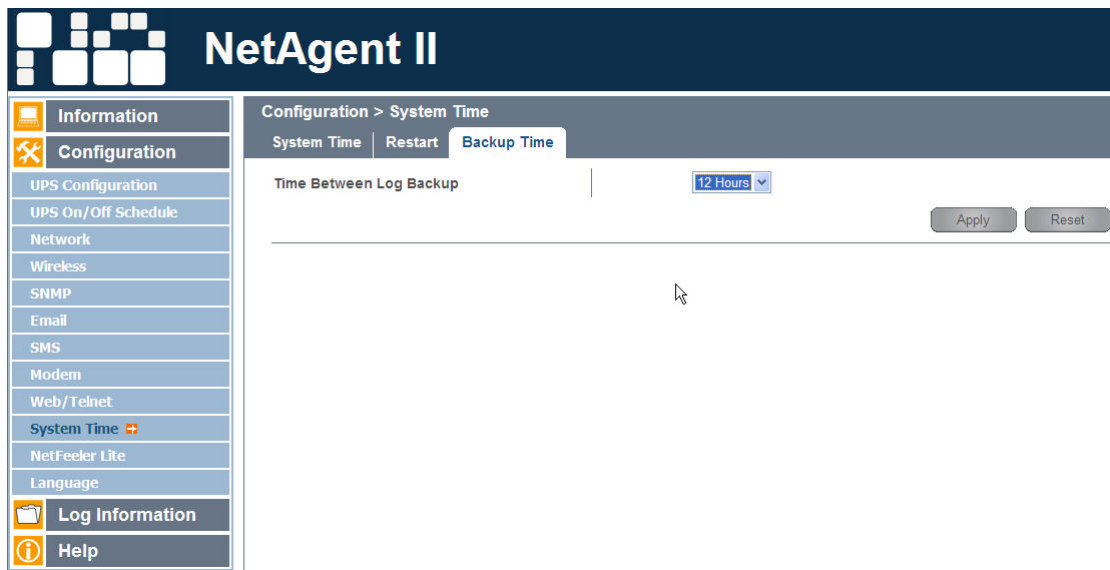 NetAgent II
Information
Configuration
UPS Configuration
UPS On/Off Schedule
Network
Wireless
SNMP
Email
SMS
Modem
Web/Telnet
System Time
NetFeeler Lite
Language
Log Information
Help
Configuration > System Time
System Time Restart Backup Time
Time Between Log Backup 12 Hours
Apply Reset